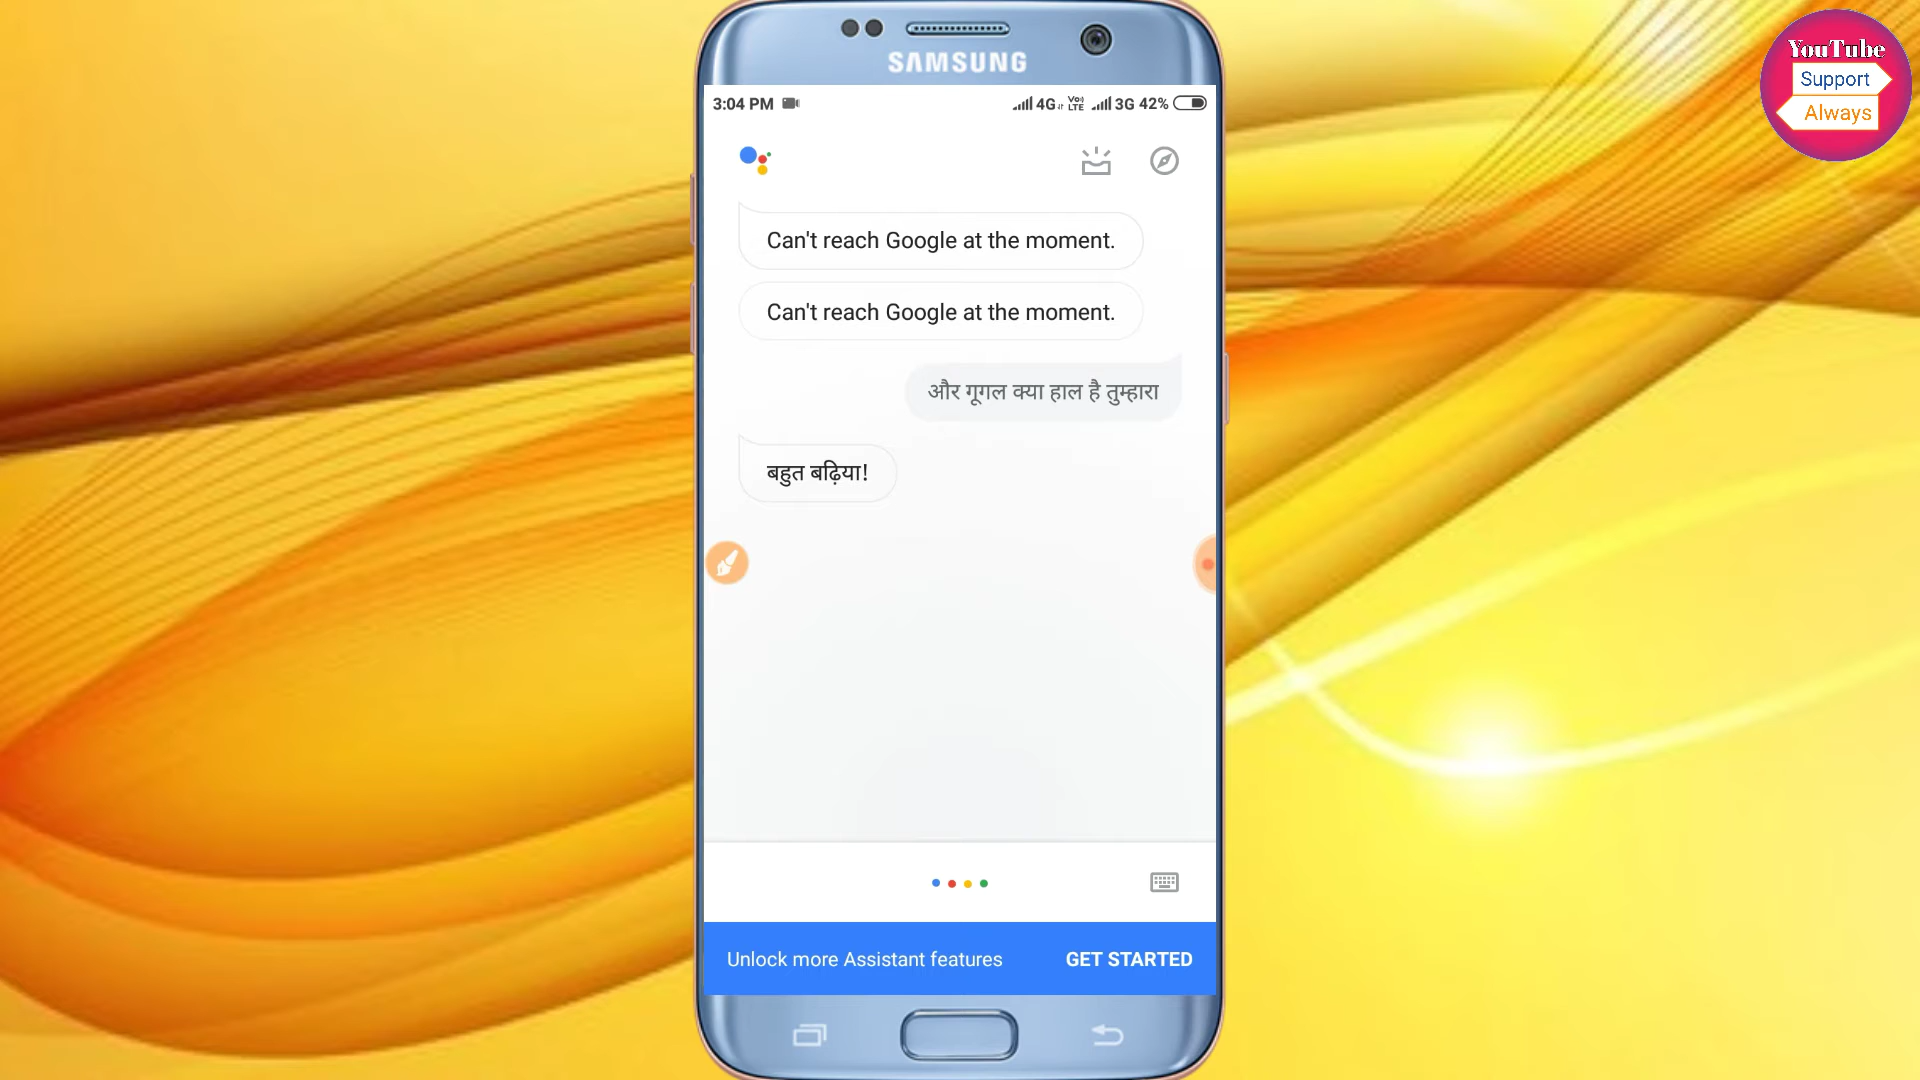 SAMSUNG
YouTube
Support
Always
3:04 PM 4G VoLTE 3G 42%
Can't reach Google at the moment.
Can't reach Google at the moment.
और गूगल क्या हाल है तुम्हारा
बहुत बढ़िया!
Unlock more Assistant features GET STARTED